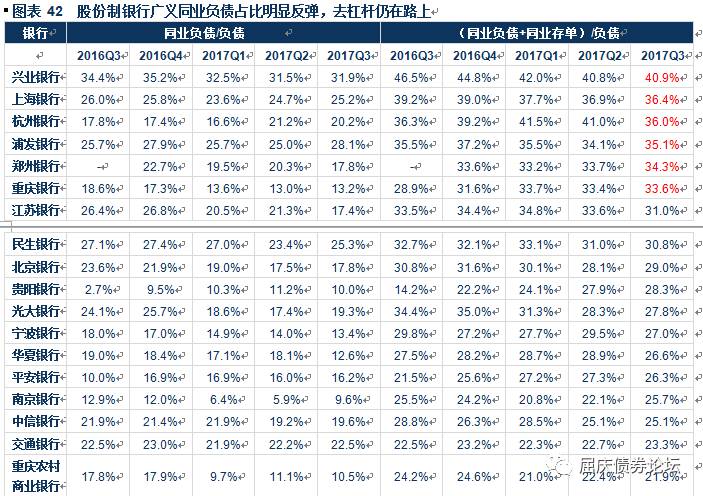 图表 42 股份制银行广义同业负债占比明显反弹，去杠杆仍在路上
银行 同业负债/负债 （同业负债+同业存单）/负债
2016Q3 2016Q4 2017Q1 2017Q2 2017Q3 2016Q3 2016Q4 2017Q1 2017Q2 2017Q3
兴业银行 34.4% 35.2% 32.5% 31.5% 31.9% 46.5% 44.8% 42.0% 40.8% 40.9%
上海银行 26.0% 25.8% 23.6% 24.7% 25.2% 39.2% 39.0% 37.7% 36.9% 36.4%
杭州银行 17.8% 17.4% 16.6% 21.2% 20.2% 36.3% 39.2% 41.5% 41.0% 36.0%
浦发银行 25.7% 27.9% 25.7% 25.0% 28.1% 35.5% 37.2% 35.5% 34.1% 35.1%
郑州银行 - 22.7% 19.5% 20.3% 17.8% - 33.6% 33.2% 33.7% 34.3%
重庆银行 18.6% 17.3% 13.6% 13.0% 13.2% 28.9% 31.6% 33.7% 33.4% 33.6%
江苏银行 26.4% 26.8% 20.5% 21.3% 17.4% 33.5% 34.4% 34.8% 33.6% 31.0%
民生银行 27.1% 27.4% 27.0% 23.4% 25.3% 32.7% 32.1% 33.1% 31.0% 30.8%
北京银行 23.6% 21.9% 19.0% 17.5% 17.8% 30.8% 31.6% 30.1% 28.1% 29.0%
贵阳银行 2.7% 9.5% 10.3% 11.2% 10.0% 14.2% 22.2% 24.1% 27.9% 28.3%
光大银行 24.1% 25.7% 18.6% 17.4% 19.3% 34.4% 35.0% 31.3% 28.3% 27.8%
宁波银行 18.0% 17.0% 14.9% 14.0% 13.4% 29.8% 27.2% 27.7% 29.5% 27.0%
华夏银行 19.0% 18.4% 17.1% 18.1% 12.6% 27.5% 28.2% 28.7% 28.9% 26.6%
平安银行 10.0% 16.9% 16.9% 16.0% 16.2% 21.5% 25.6% 27.2% 27.3% 26.3%
南京银行 12.9% 12.0% 6.4% 5.9% 9.6% 25.5% 24.2% 20.8% 22.1% 25.7%
中信银行 21.9% 21.4% 21.9% 19.2% 19.6% 28.8% 26.3% 28.5% 25.1% 25.1%
交通银行 22.5% 23.0% 21.9% 22.2% 22.5% 22.5% 23.2% 22.3% 22.7% 23.3%
重庆农村
商业银行 17.8% 17.9% 9.7% 11.1% 10.5% 24.2% 24.6% 21.0% 22.4% 21.9%
屈庆债券论坛